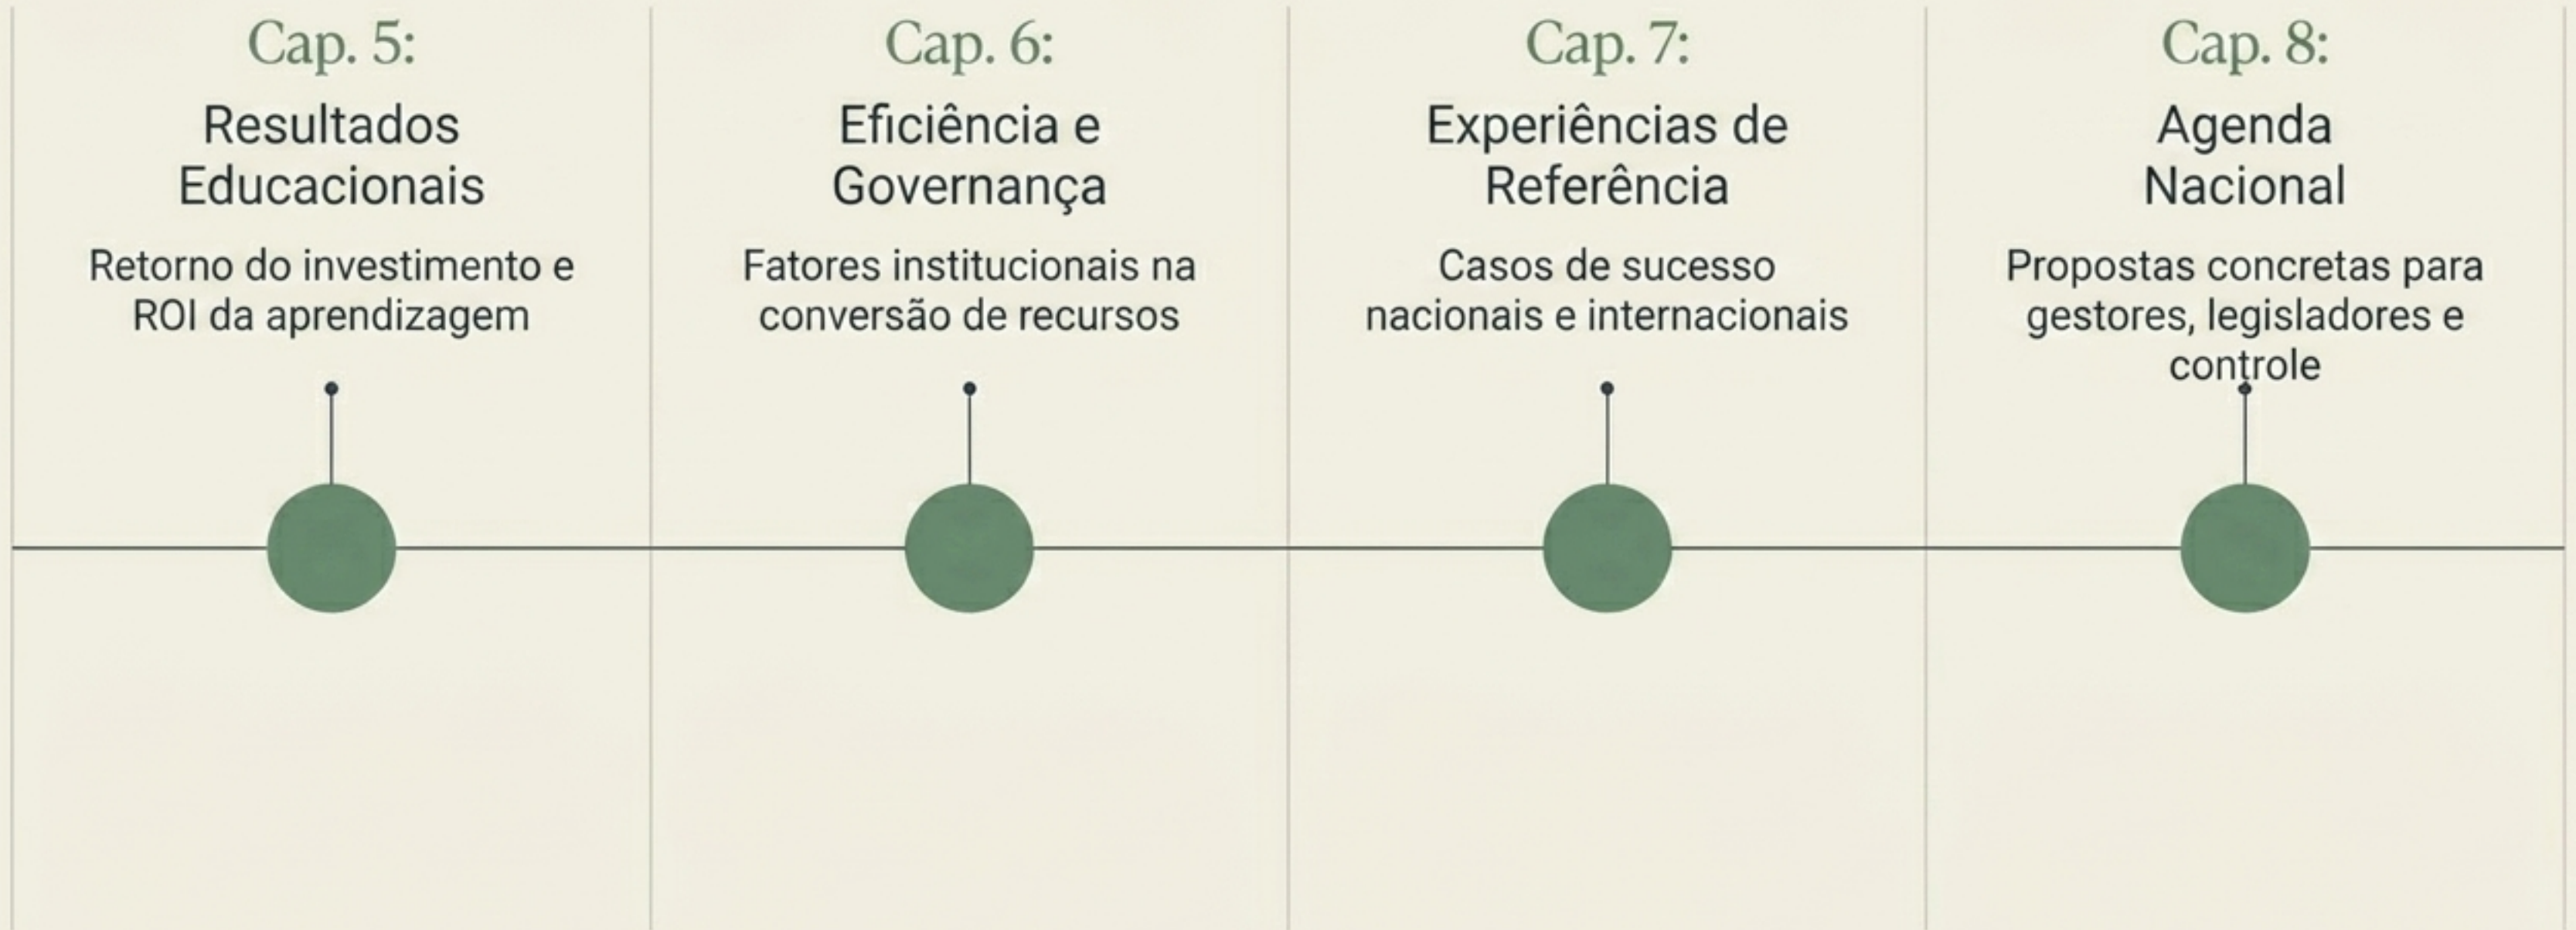 Cap. 5:
Resultados
Educacionais
Retorno do investimento e
ROI da aprendizagem
Cap. 6:
Eficiência e
Governança
Fatores institucionais na
conversão de recursos
Cap. 7:
Experiências de
Referência
Casos de sucesso
nacionais e internacionais
Cap. 8:
Agenda
Nacional
Propostas concretas para
gestores, legisladores e
controle